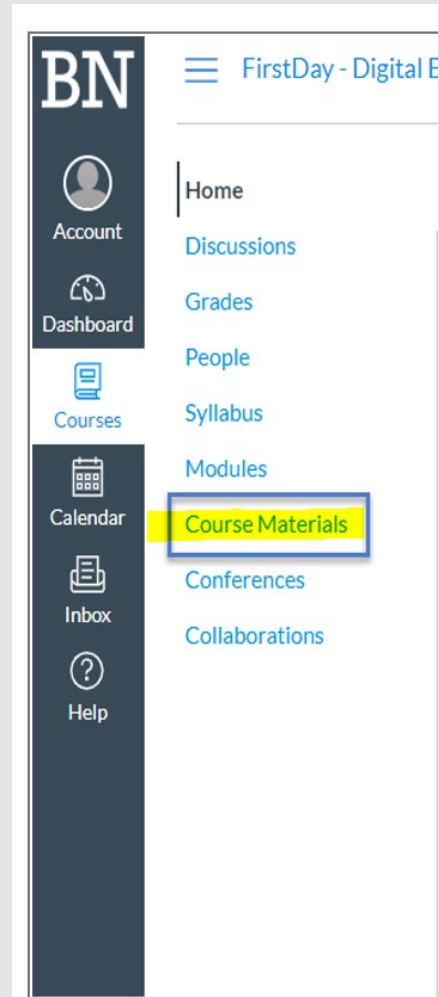 BN
FirstDay - Digital
Account
Dashboard
Courses
Calendar
Inbox
Help
Home
Discussions
Grades
People
Syllabus
Modules
Course Materials
Conferences
Collaborations